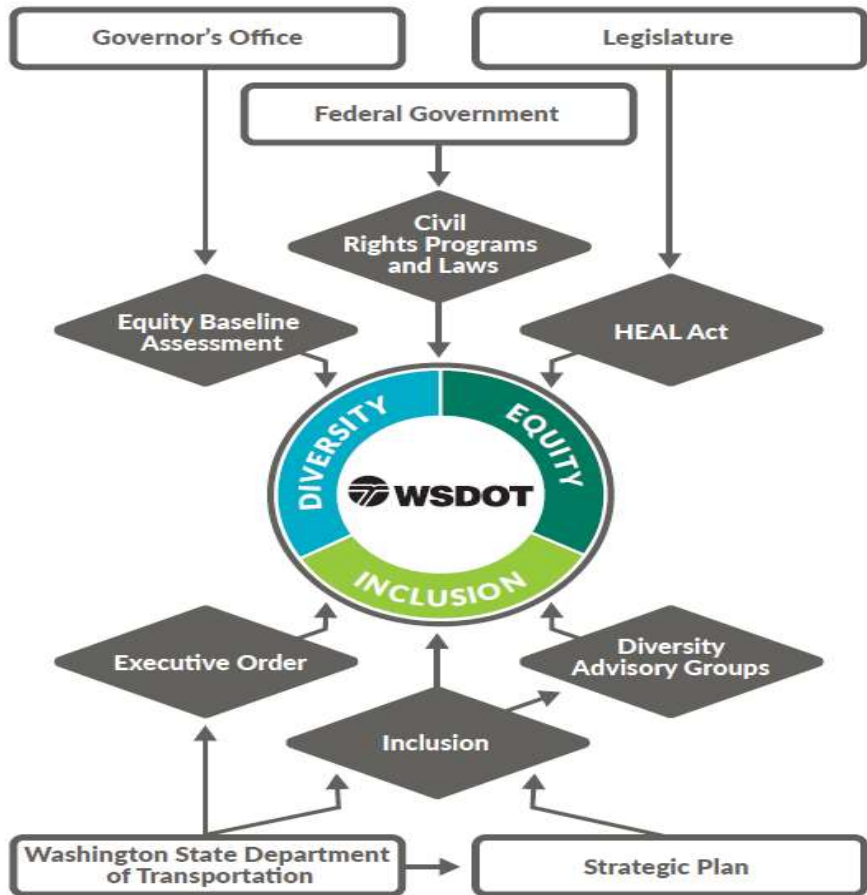 Governor's Office
Legislature
Federal Government
Civil
Rights Programs
and Laws
Equity Baseline
Assessment
HEAL Act
DIVERSITY
EQUITY
WSDOT
INCLUSION
Executive Order
Diversity
Advisory Groups
Inclusion
Washington State Department
of Transportation
Strategic Plan